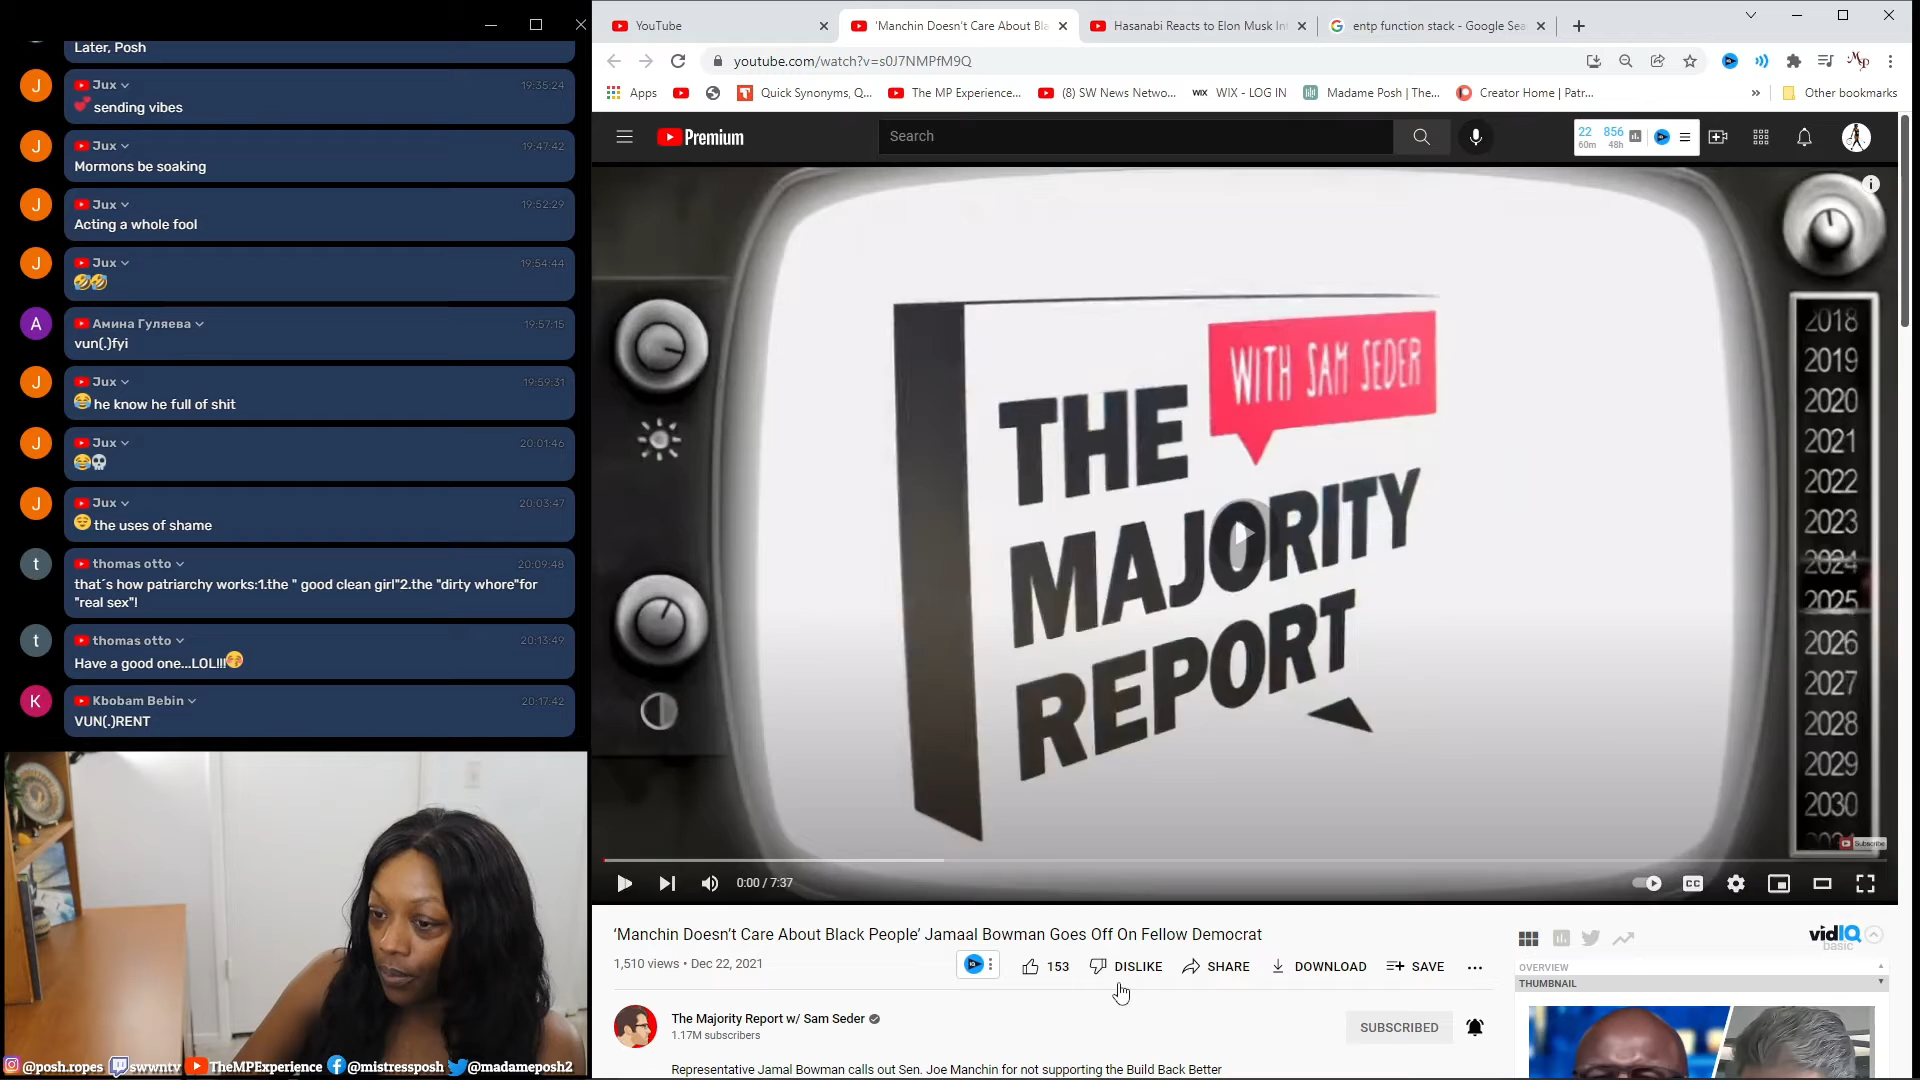 Later, Posh
Jux
19:35:24
💕 sending vibes
Jux
19:47:42
Mormons be soaking
Jux
19:52:29
Acting a whole fool
Jux
19:54:44
🤣🤣
Амина Гуляева
19:57:15
vun(.)fyi
Jux
19:59:31
😂 he know he full of shit
Jux
20:01:46
😂💀
Jux
20:03:47
😌 the uses of shame
thomas otto
20:09:48
that´s how patriarchy works:1.the " good clean girl"2.the "dirty whore"for
"real sex"!
thomas otto
20:13:49
Have a good one...LOL!!!😚
Kbobam Bebin
20:17:42
VUN(.)RENT
J
J
J
J
A
J
J
J
t
t
K
@posh.ropes swwntv TheMPExperience @mistressposh @madameposh2
YouTube
'Manchin Doesn't Care About Bla
Hasanabi Reacts to Elon Musk Int
entp function stack - Google Sea
youtube.com/watch?v=s0J7NMPfM9Q
Apps
Quick Synonyms, Q...
The MP Experience...
(8) SW News Netwo...
WIX WIX - LOG IN
Madame Posh | The...
Creator Home | Patr...
»
Other bookmarks
Premium
Search
22 856
60m 48h
WITH SAM SEDER
THE
MAJORITY
REPORT
2018
2019
2020
2021
2022
2023
2024
2025
2026
2027
2028
2029
2030
Subscribe
0:00 / 7:37
CC
‘Manchin Doesn’t Care About Black People’ Jamaal Bowman Goes Off On Fellow Democrat
1,510 views • Dec 22, 2021
153
DISLIKE
SHARE
DOWNLOAD
SAVE
The Majority Report w/ Sam Seder
1.17M subscribers
SUBSCRIBED
Representative Jamal Bowman calls out Sen. Joe Manchin for not supporting the Build Back Better
vidIQ
basic
OVERVIEW
THUMBNAIL